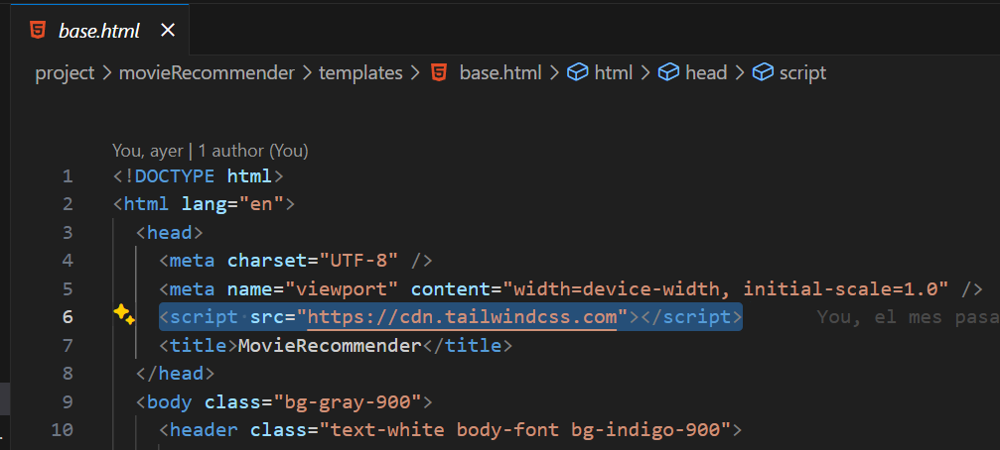 base.html
project > movieRecommender > templates > base.html > html > head > script
You, ayer | 1 author (You)
1 <!DOCTYPE html>
2 <html lang="en">
3 <head>
4 <meta charset="UTF-8" />
5 <meta name="viewport" content="width=device-width, initial-scale=1.0" />
6 <script src="https://cdn.tailwindcss.com"></script> You, el mes pasa
7 <title>MovieRecommender</title>
8 </head>
9 <body class="bg-gray-900">
10 <header class="text-white body-font bg-indigo-900">